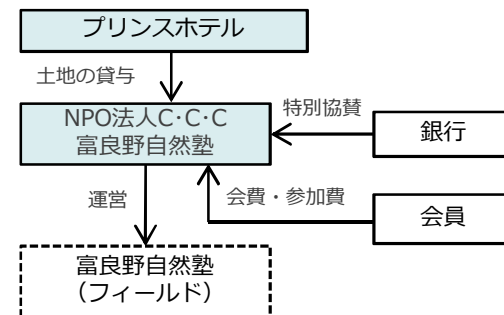 プリンスホテル
土地の貸与
NPO法人C・C・C
富良野自然塾
特別協賛
銀行
運営
会費・参加費
会員
富良野自然塾
（フィールド）